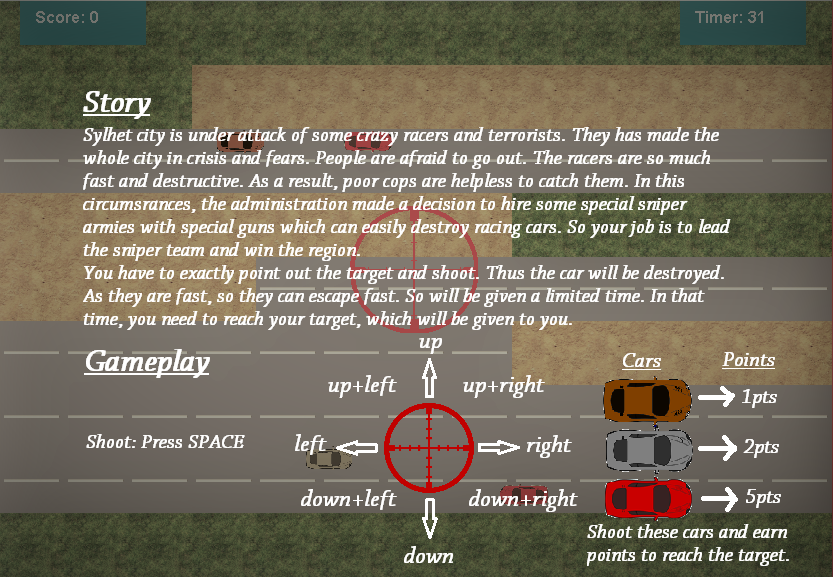 Score: 0
Timer: 31
Story
Sylhet city is under attack of some crazy racers and terrorists. They has made the
whole city in crisis and fears. People are afraid to go out. The racers are so much
fast and destructive. As a result, poor cops are helpless to catch them. In this
circumsrances, the administration made a decision to hire some special sniper
armies with special guns which can easily destroy racing cars. So your job is to lead
the sniper team and win the region.
You have to exactly point out the target and shoot. Thus the car will be destroyed.
As they are fast, so they can escape fast. So will be given a limited time. In that
time, you need to reach your target, which will be given to you.
Gameplay
Shoot: Press SPACE
up
up+left
up+right
left
right
down+left
down+right
down
Cars
Points
1pts
2pts
5pts
Shoot these cars and earn
points to reach the target.